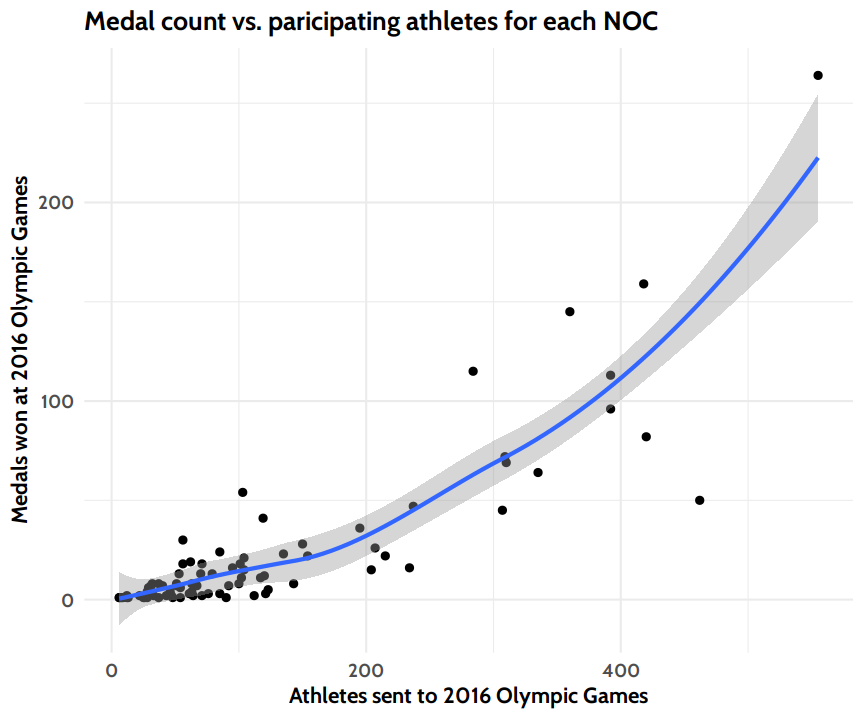 Medal count vs. paricipating athletes for each NOC
Medals won at 2016 Olympic Games
200
100
0
0
200
400
Athletes sent to 2016 Olympic Games